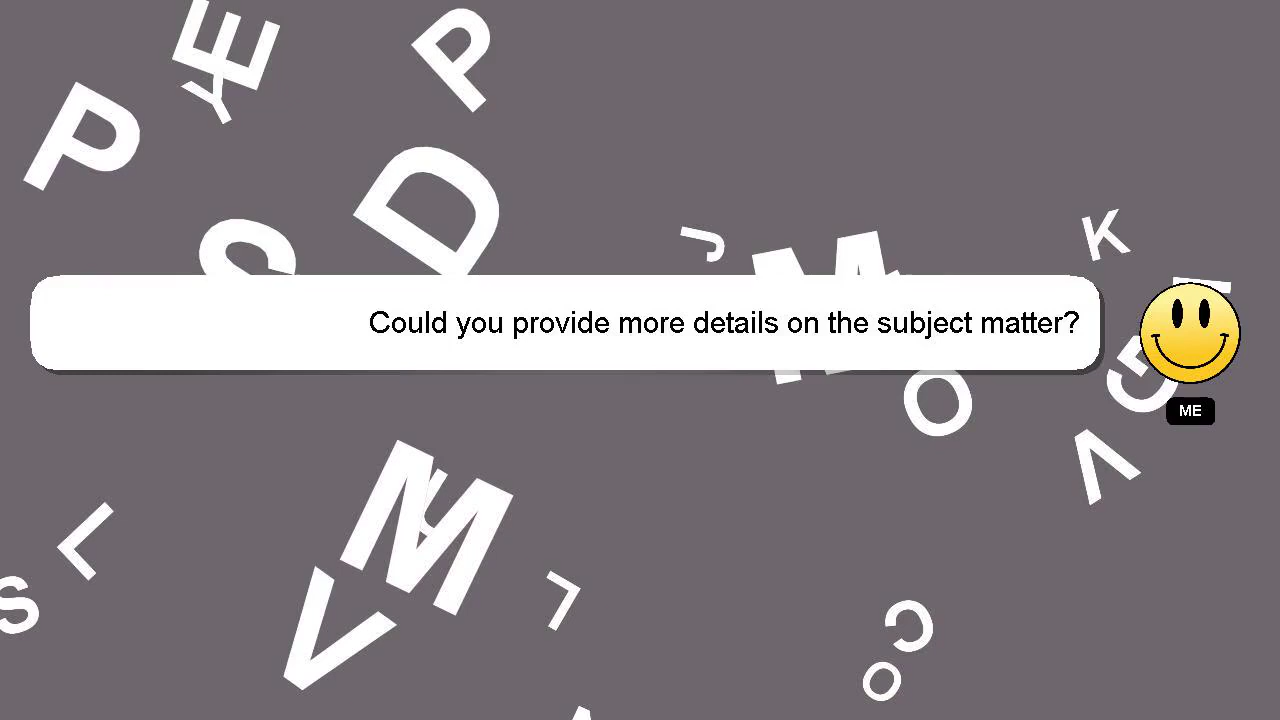 P
E
Y
P
D
S
J
M
K
Could you provide more details on the subject matter?
G
ME
O
V
M
L
S
V
L
C
O